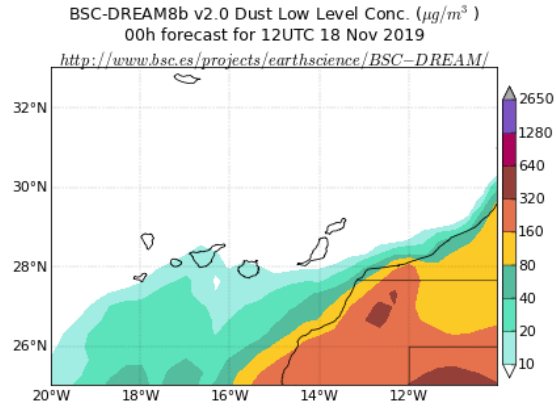 BSC-DREAM8b v2.0 Dust Low Level Conc. (μg/m³ )
00h forecast for 12UTC 18 Nov 2019
http://www.bsc.es/projects/earthscience/BSC−DREAM/
32°N
30°N
28°N
26°N
20°W 18°W 16°W 14°W 12°W
2650
1280
640
320
160
80
40
20
10